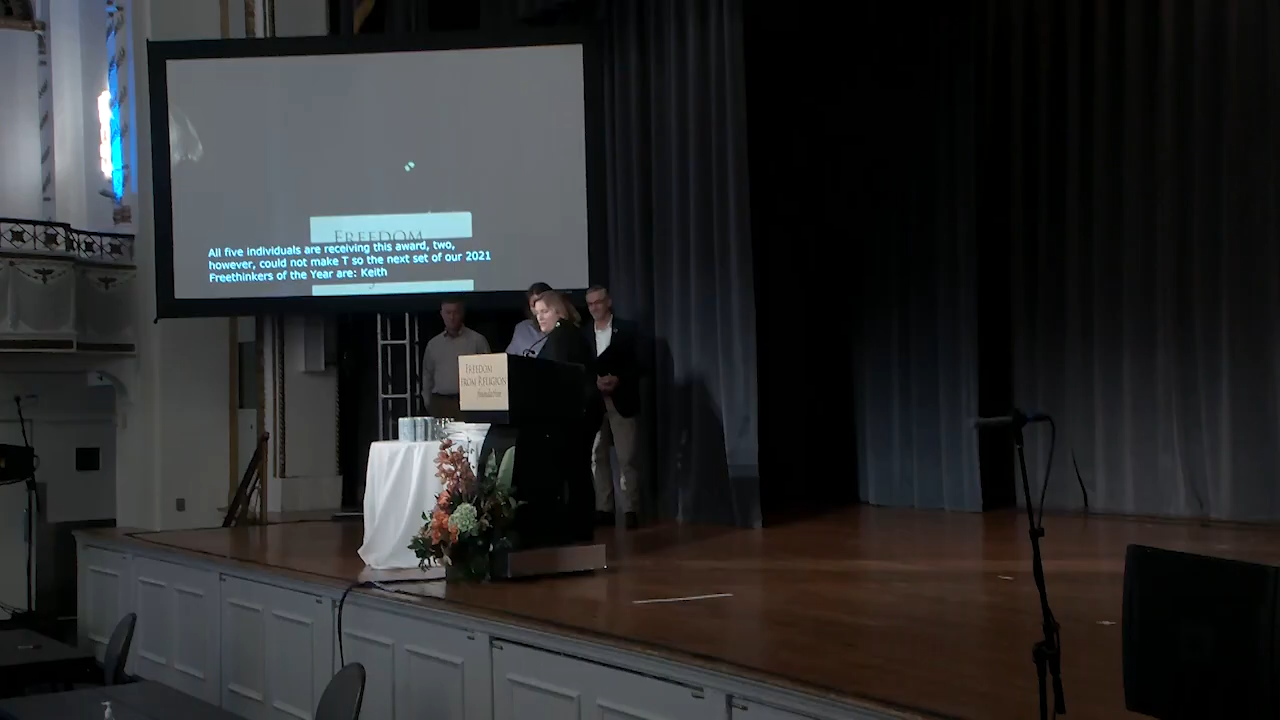 FREEDOM
All five individuals are receiving this award, two,
however, could not make T so the next set of our 2021
Freethinkers of the Year are: Keith
FREEDOM
FROM RELIGION
foundation